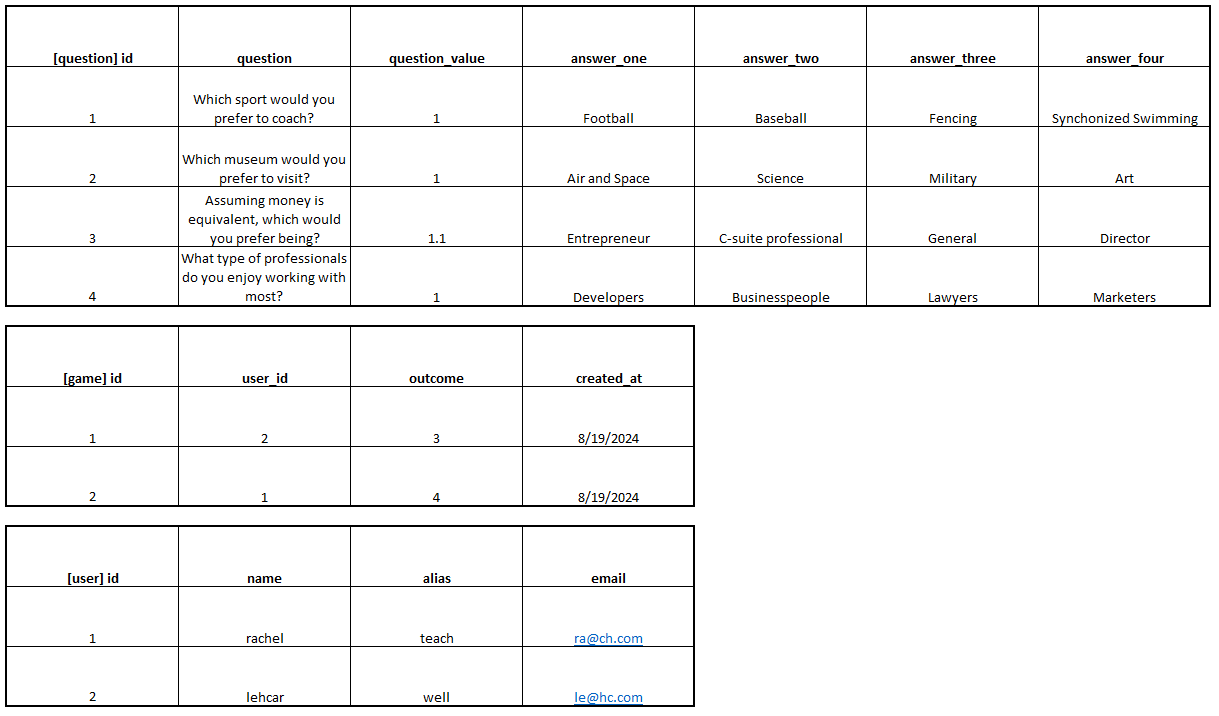 [question] id question question_value answer_one answer_two answer_three answer_four
1 Which sport would you prefer to coach? 1 Football Baseball Fencing Synchonized Swimming
2 Which museum would you prefer to visit? 1 Air and Space Science Military Art
3 Assuming money is equivalent, which would you prefer being? 1.1 Entrepreneur C-suite professional General Director
4 What type of professionals do you enjoy working with most? 1 Developers Businesspeople Lawyers Marketers
[game] id user_id outcome created_at
1 2 3 8/19/2024
2 1 4 8/19/2024
[user] id name alias email
1 rachel teach ra@ch.com
2 lehcar well le@hc.com